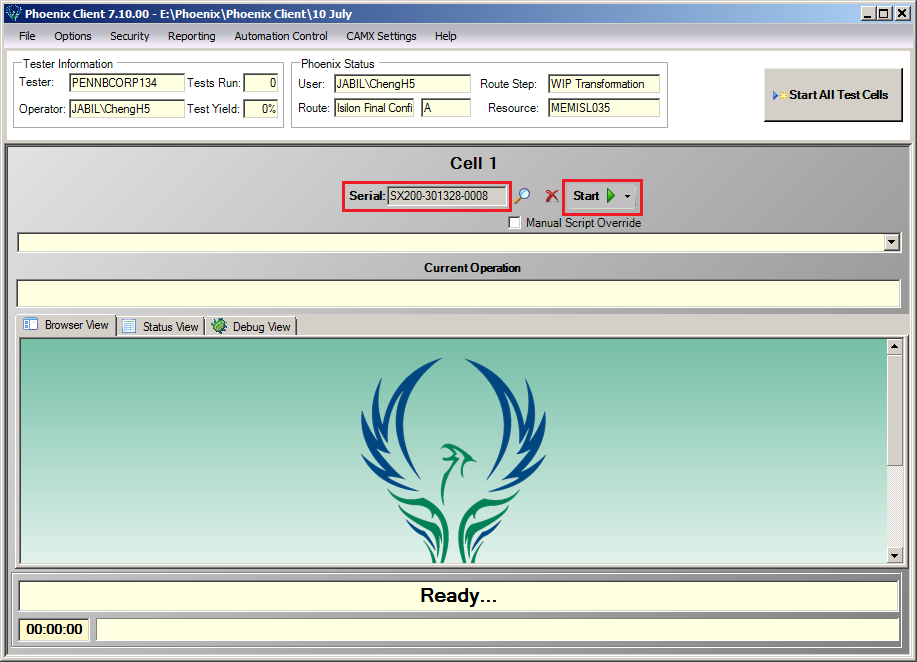 Phoenix Client 7.10.00 - E:\Phoenix\Phoenix Client\10 July
File Options Security Reporting Automation Control CAMX Settings Help
Tester Information Phoenix Status
Tester: PENNBCORP134 Tests Run: 0 User: JABIL\ChengH5 Route Step: WIP Transformation
Operator: JABIL\ChengH5 Test Yield: 0% Route: Isilon Final Confi A Resource: MEMISL035
Start All Test Cells
Cell 1
Serial: SX200-301328-0008 Start
Manual Script Override
Current Operation
Browser View Status View Debug View
Ready...
00:00:00